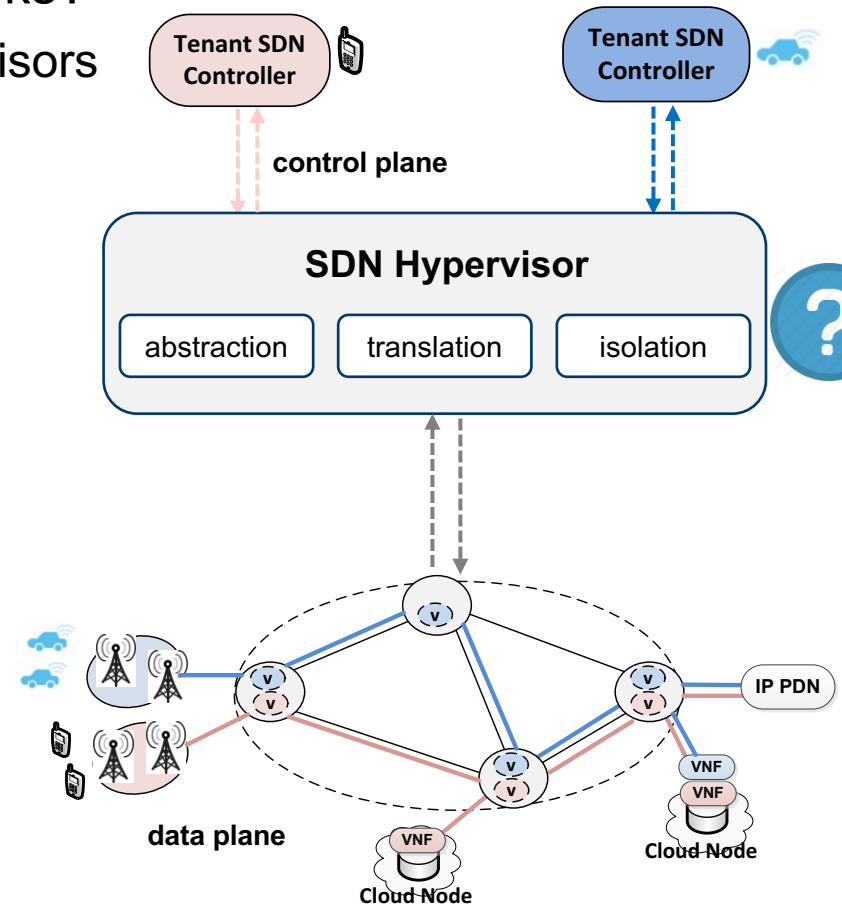 isors
Tenant SDN
Controller
Tenant SDN
Controller
control plane
SDN Hypervisor
abstraction
translation
isolation
?
v
v
v
v
v
v
v
IP PDN
VNF
VNF
VNF
data plane
Cloud Node
Cloud Node